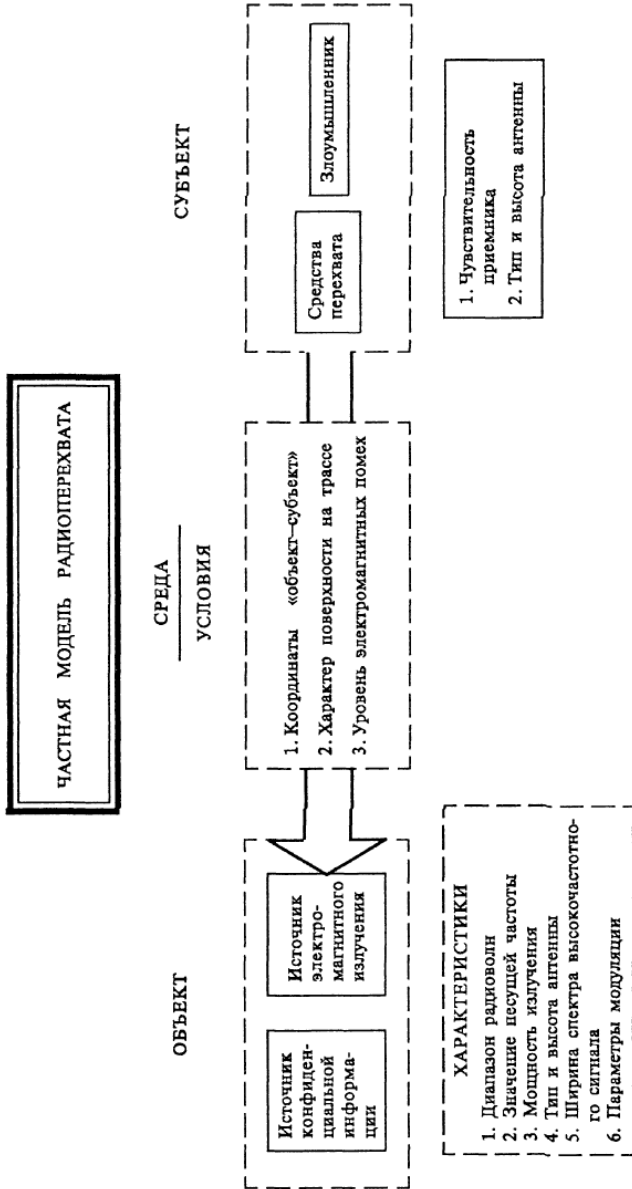 ЧАСТНАЯ МОДЕЛЬ РАДИОПЕРЕХВАТА
ОБЪЕКТ
СРЕДА
УСЛОВИЯ
СУБЪЕКТ
Источник
конфиден-
циальной
информа-
ции
Источник
электро-
магнитного
излучения
1. Координаты «объект—субъект»
2. Характер поверхности на трассе
3. Уровень электромагнитных помех
Средства
перехвата
Злоумышленник
ХАРАКТЕРИСТИКИ
1. Диапазон радиоволн
2. Значение песущей частоты
3. Мощность излучения
4. Тип и высота антенны
5. Ширина спектра высокочастотно-
го сигнала
6. Параметры модуляции
1. Чувствительность
приемника
2. Тип и высота антенны